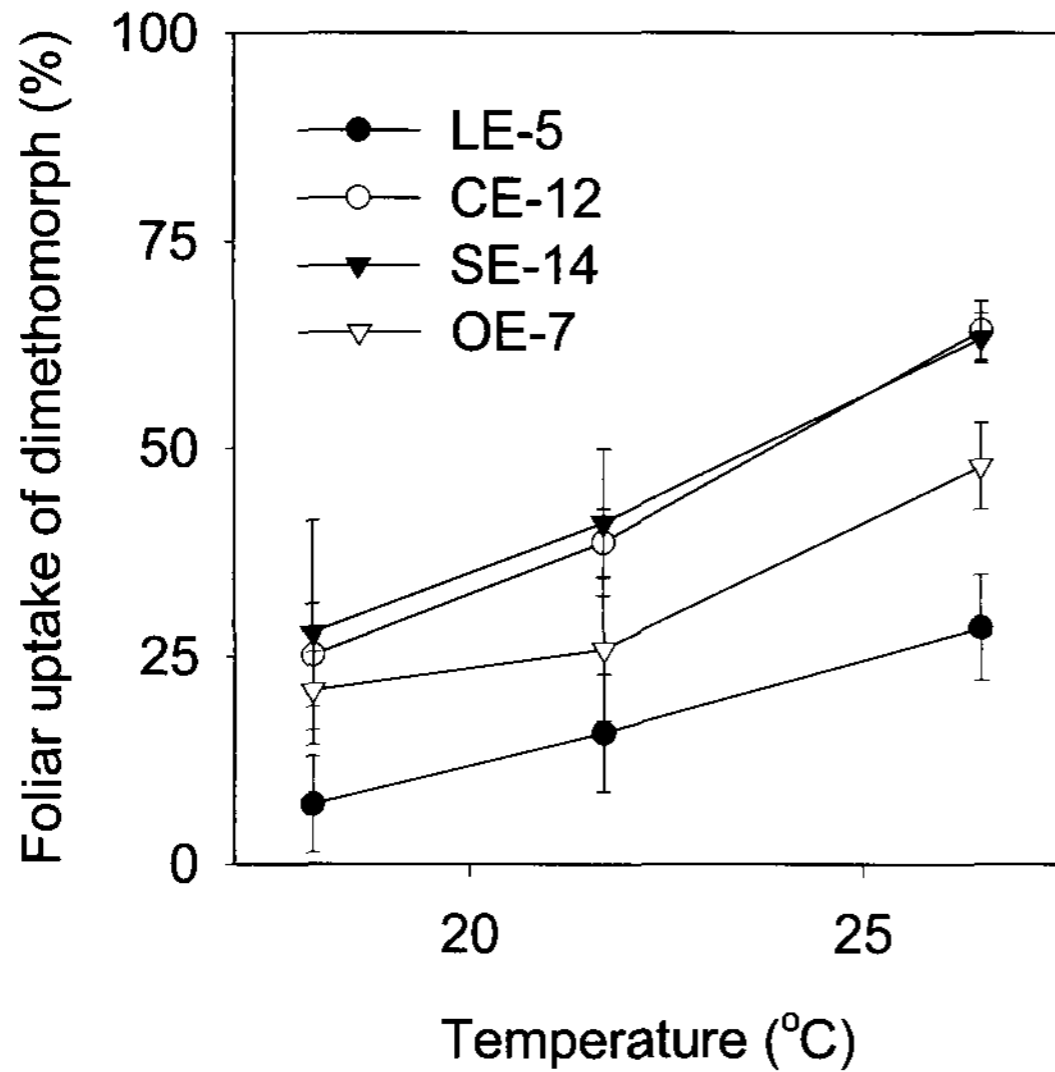 Foliar uptake of dimethomorph (%)
100
75
50
25
0
LE-5
CE-12
SE-14
OE-7
20
25
Temperature (°C)